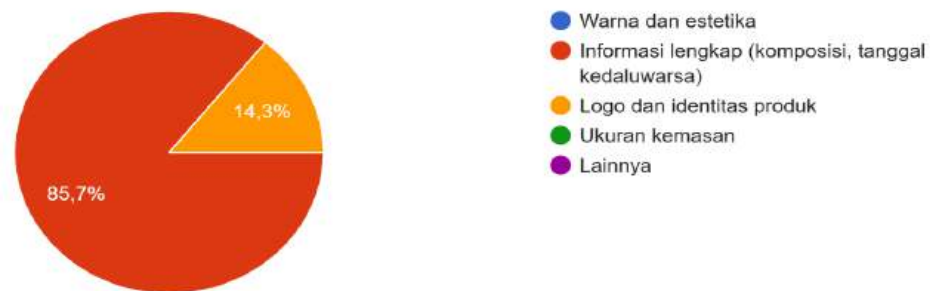 Warna dan estetika
Informasi lengkap (komposisi, tanggal
kedaluwarsa)
Logo dan identitas produk
Ukuran kemasan
Lainnya
14,3%
85,7%